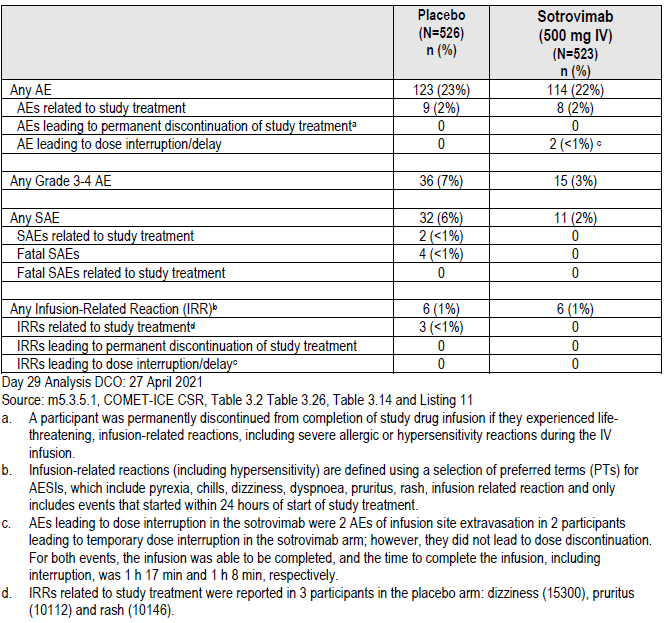 Placebo
(N=526)
n (%)
Sotrovimab
(500 mg IV)
(N=523)
n (%)
Any AE 123 (23%) 114 (22%)
AEs related to study treatment 9 (2%) 8 (2%)
AEs leading to permanent discontinuation of study treatmentᵃ 0 0
AE leading to dose interruption/delay 0 2 (<1%) ᶜ
Any Grade 3-4 AE 36 (7%) 15 (3%)
Any SAE 32 (6%) 11 (2%)
SAEs related to study treatment 2 (<1%) 0
Fatal SAEs 4 (<1%) 0
Fatal SAEs related to study treatment 0 0
Any Infusion-Related Reaction (IRR)ᵇ 6 (1%) 6 (1%)
IRRs related to study treatmentᵈ 3 (<1%) 0
IRRs leading to permanent discontinuation of study treatment 0 0
IRRs leading to dose interruption/delayᶜ 0 0
Day 29 Analysis DCO: 27 April 2021
Source: m5.3.5.1, COMET-ICE CSR, Table 3.2 Table 3.26, Table 3.14 and Listing 11
a. A participant was permanently discontinued from completion of study drug infusion if they experienced life-
threatening, infusion-related reactions, including severe allergic or hypersensitivity reactions during the IV
infusion.
b. Infusion-related reactions (including hypersensitivity) are defined using a selection of preferred terms (PTs) for
AESIs, which include pyrexia, chills, dizziness, dyspnoea, pruritus, rash, infusion related reaction and only
includes events that started within 24 hours of start of study treatment.
c. AEs leading to dose interruption in the sotrovimab were 2 AEs of infusion site extravasation in 2 participants
leading to temporary dose interruption in the sotrovimab arm; however, they did not lead to dose discontinuation.
For both events, the infusion was able to be completed, and the time to complete the infusion, including
interruption, was 1 h 17 min and 1 h 8 min, respectively.
d. IRRs related to study treatment were reported in 3 participants in the placebo arm: dizziness (15300), pruritus
(10112) and rash (10146).